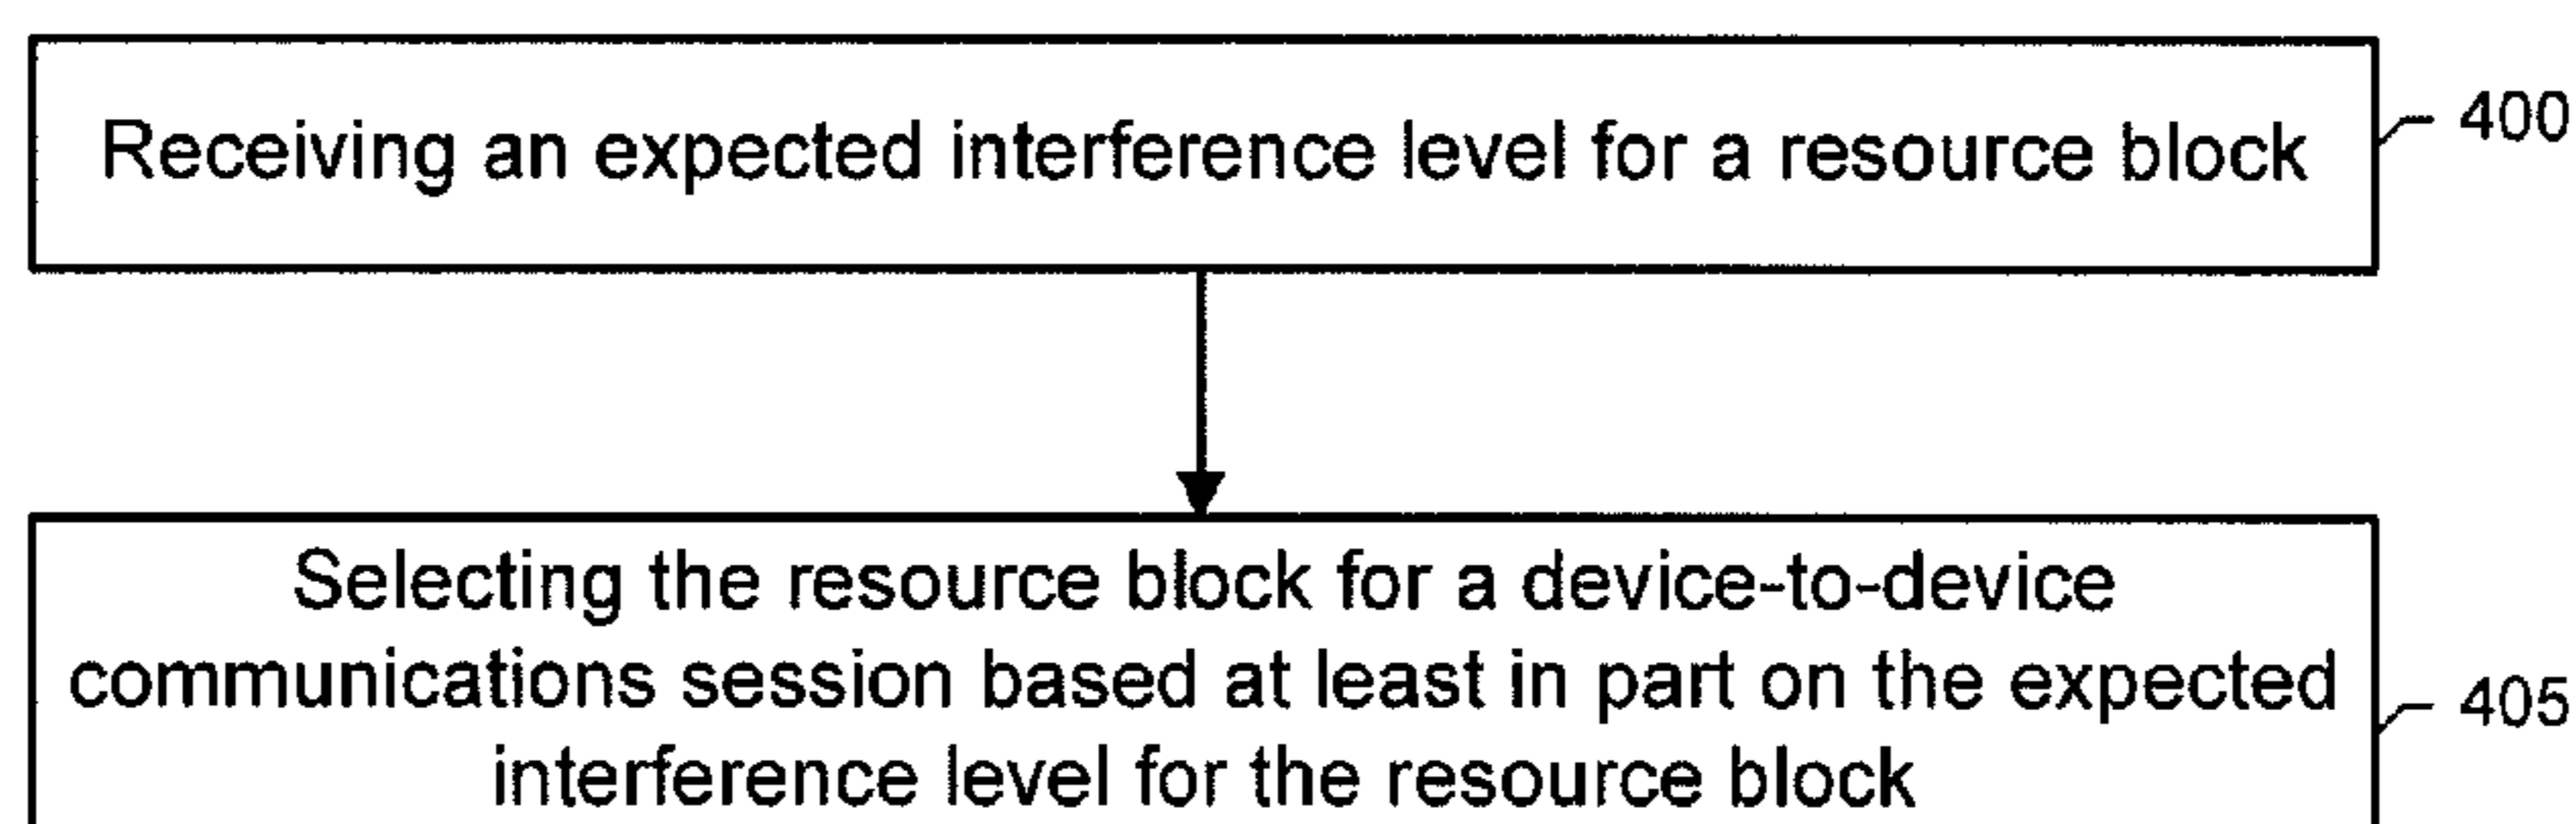 Receiving an expected interference level for a resource block
400
Selecting the resource block for a device-to-device
communications session based at least in part on the expected
interference level for the resource block
405